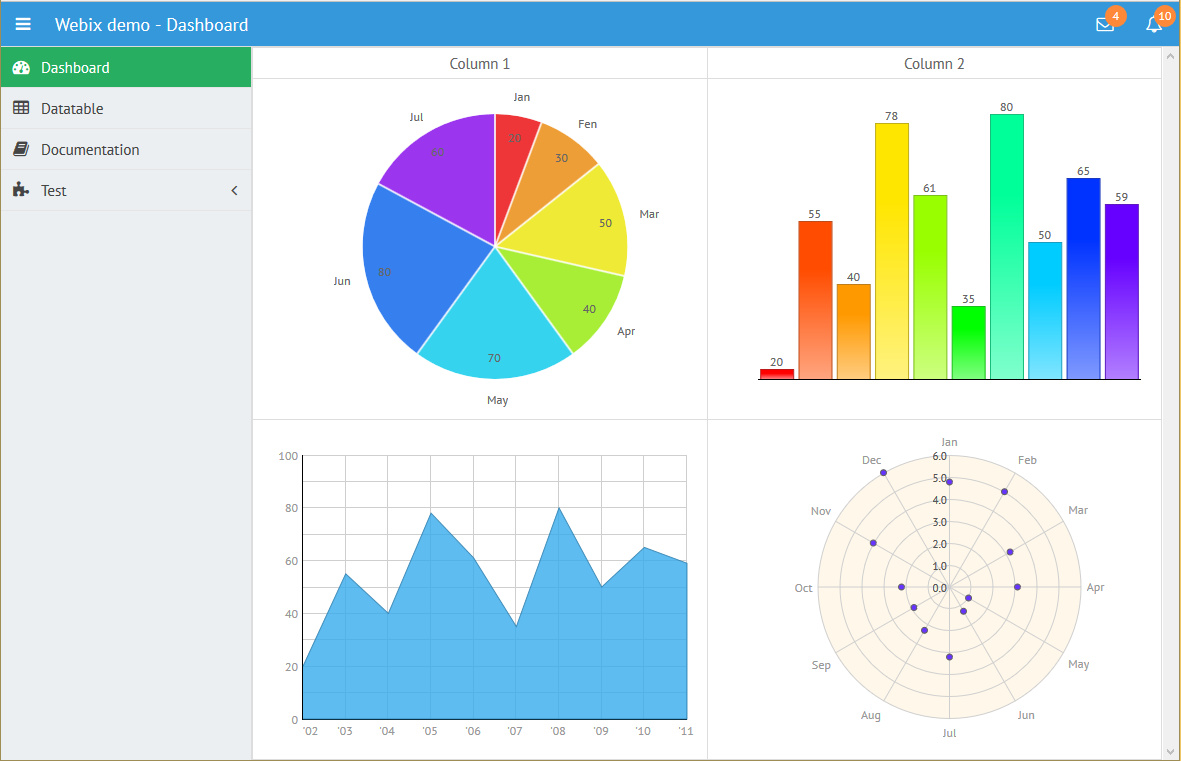 Webix demo - Dashboard
4
10
Dashboard
Datatable
Documentation
Test
Column 1
Jan
Fen
Mar
Apr
May
Jun
Jul
20
30
50
40
70
80
60
Column 2
20
55
40
78
61
35
80
50
65
59
100
80
60
40
20
0
'02 '03 '04 '05 '06 '07 '08 '09 '10 '11
Jan
Feb
Mar
Apr
May
Jun
Jul
Aug
Sep
Oct
Nov
Dec
6.0
5.0
4.0
3.0
2.0
1.0
0.0